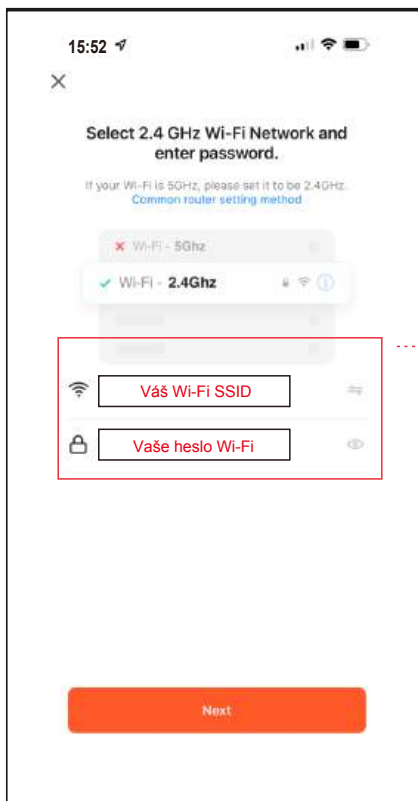 15:52
Select 2.4 GHz Wi-Fi Network and
enter password.
If your Wi-Fi is 5GHz, please set it to be 2.4GHz.
Common router setting method
Wi-Fi - 5Ghz
Wi-Fi - 2.4Ghz
Váš Wi-Fi SSID
Vaše heslo Wi-Fi
Next